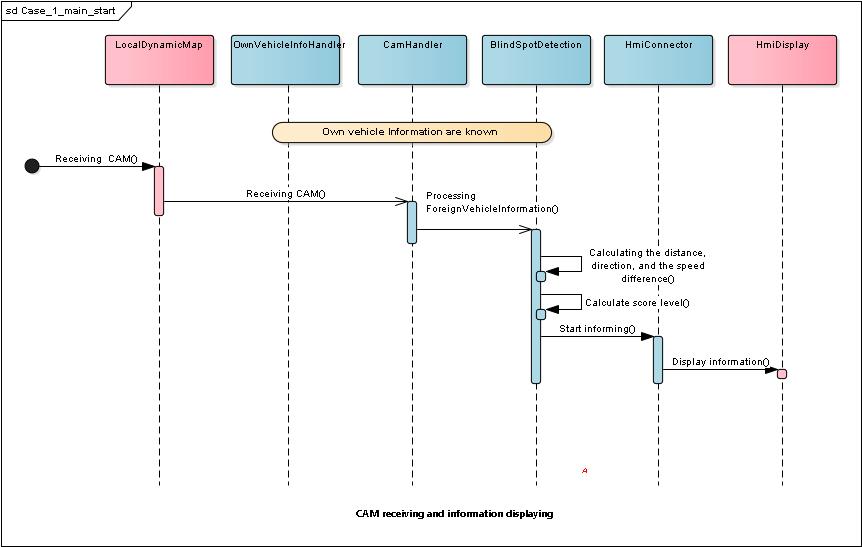 sd Case_1_main_start
LocalDynamicMap
OwnVehicleInfoHandler
CamHandler
BlindSpotDetection
HmiConnector
HmiDisplay
Own vehicle Information are known
Receiving CAM()
Receiving CAM()
Processing
ForeignVehicleInformation()
Calculating the distance,
direction, and the speed
difference()
Calculate score level()
Start informing()
Display information()
A
CAM receiving and information displaying